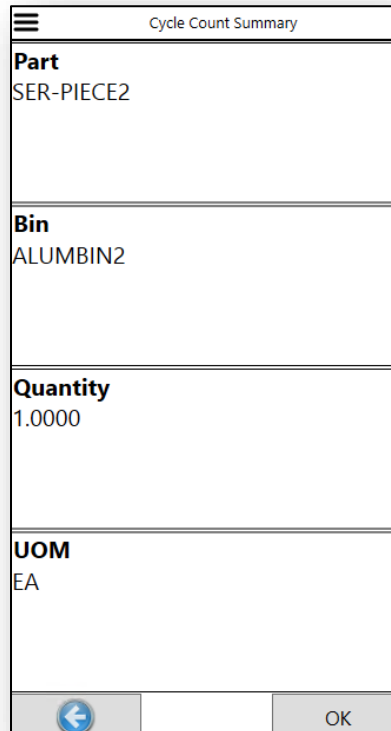 Cycle Count Summary
Part
SER-PIECE2
Bin
ALUMBIN2
Quantity
1.0000
UOM
EA
OK